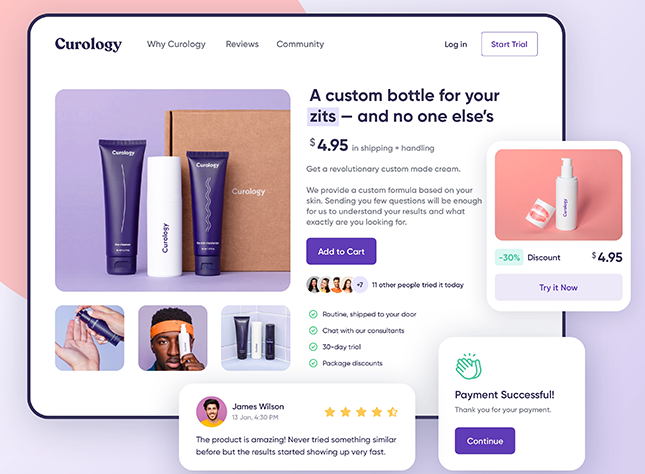 Curology
Why Curology
Reviews
Community
Log in
Start Trial
A custom bottle for your
zits — and no one else's
$4.95 in shipping + handling
Get a revolutionary custom made cream.
We provide a custom formula based on your
skin. Sending you few questions will be enough
for us to understand your results and what
exactly are you looking for.
Add to Cart
+7
11 other people tried it today
Routine, shipped to your door
Chat with our consultants
30-day trial
Package discounts
Curology
Curology
Curology
Curology
Curology
-30%
Discount
$4.95
Try it Now
James Wilson
13 Jan, 4:30 PM
The product is amazing! Never tried something similar
before but the results started showing up very fast.
Payment Successful!
Thank you for your payment.
Continue